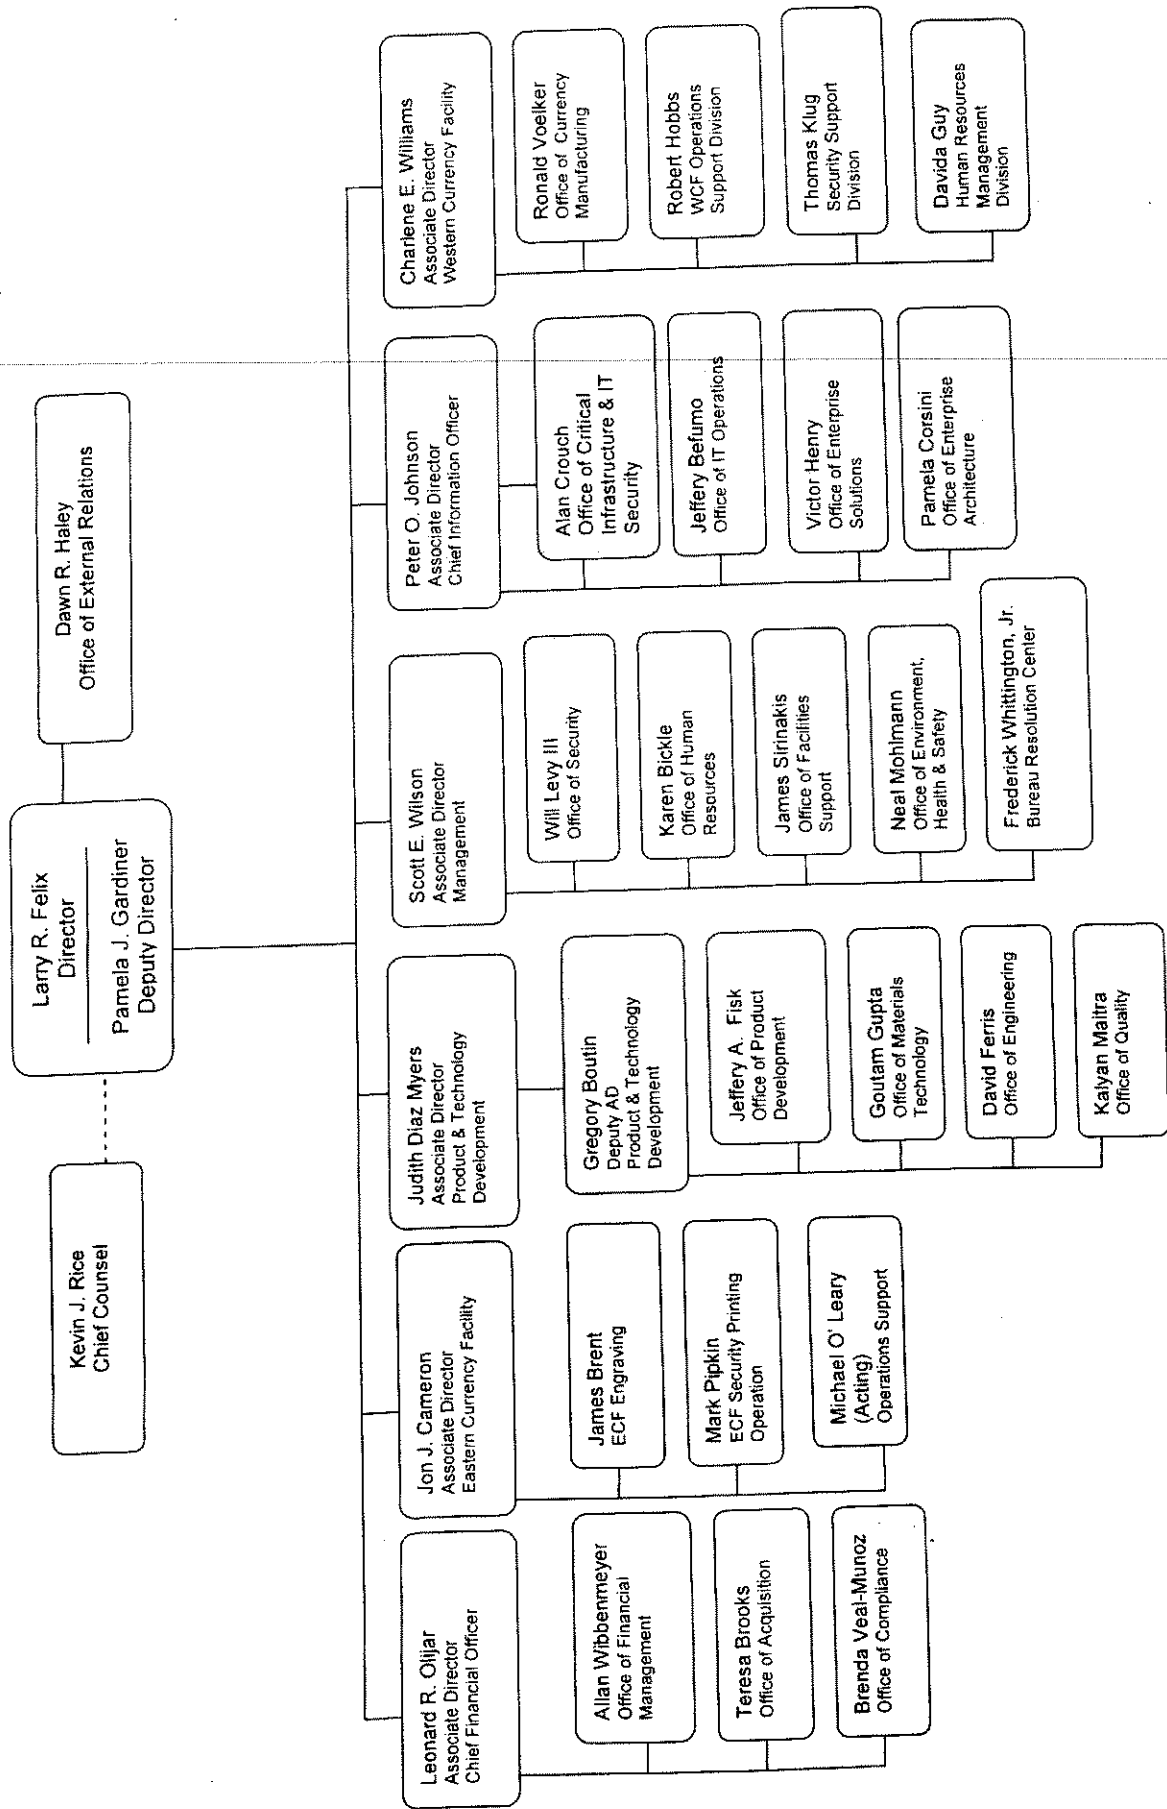 Larry R. Felix
Director
Pamela J. Gardiner
Deputy Director
Kevin J. Rice
Chief Counsel
Dawn R. Haley
Office of External Relations
Leonard R. Olijar
Associate Director
Chief Financial Officer
Allan Wibbenmeyer
Office of Financial
Management
Teresa Brooks
Office of Acquisition
Brenda Veal-Munoz
Office of Compliance
Jon J. Cameron
Associate Director
Eastern Currency Facility
James Brent
ECF Engraving
Mark Pipkin
ECF Security Printing
Operation
Michael O' Leary
(Acting)
Operations Support
Judith Diaz Myers
Associate Director
Product & Technology
Development
Gregory Boutin
Deputy AD
Product & Technology
Development
Jeffery A. Fisk
Office of Product
Development
Goutam Gupta
Office of Materials
Technology
David Ferris
Office of Engineering
Kalyan Maitra
Office of Quality
Scott E. Wilson
Associate Director
Management
Will Levy III
Office of Security
Karen Bickle
Office of Human
Resources
James Sirinakis
Office of Facilities
Support
Neal Mohlmann
Office of Environment,
Health & Safety
Frederick Whittington, Jr.
Bureau Resolution Center
Peter O. Johnson
Associate Director
Chief Information Officer
Alan Crouch
Office of Critical
Infrastructure & IT
Security
Jeffery Befumo
Office of IT Operations
Victor Henry
Office of Enterprise
Solutions
Pamela Corsini
Office of Enterprise
Architecture
Charlene E. Williams
Associate Director
Western Currency Facility
Ronald Voelker
Office of Currency
Manufacturing
Robert Hobbs
WCF Operations
Support Division
Thomas Klug
Security Support
Division
Davida Guy
Human Resources
Management
Division